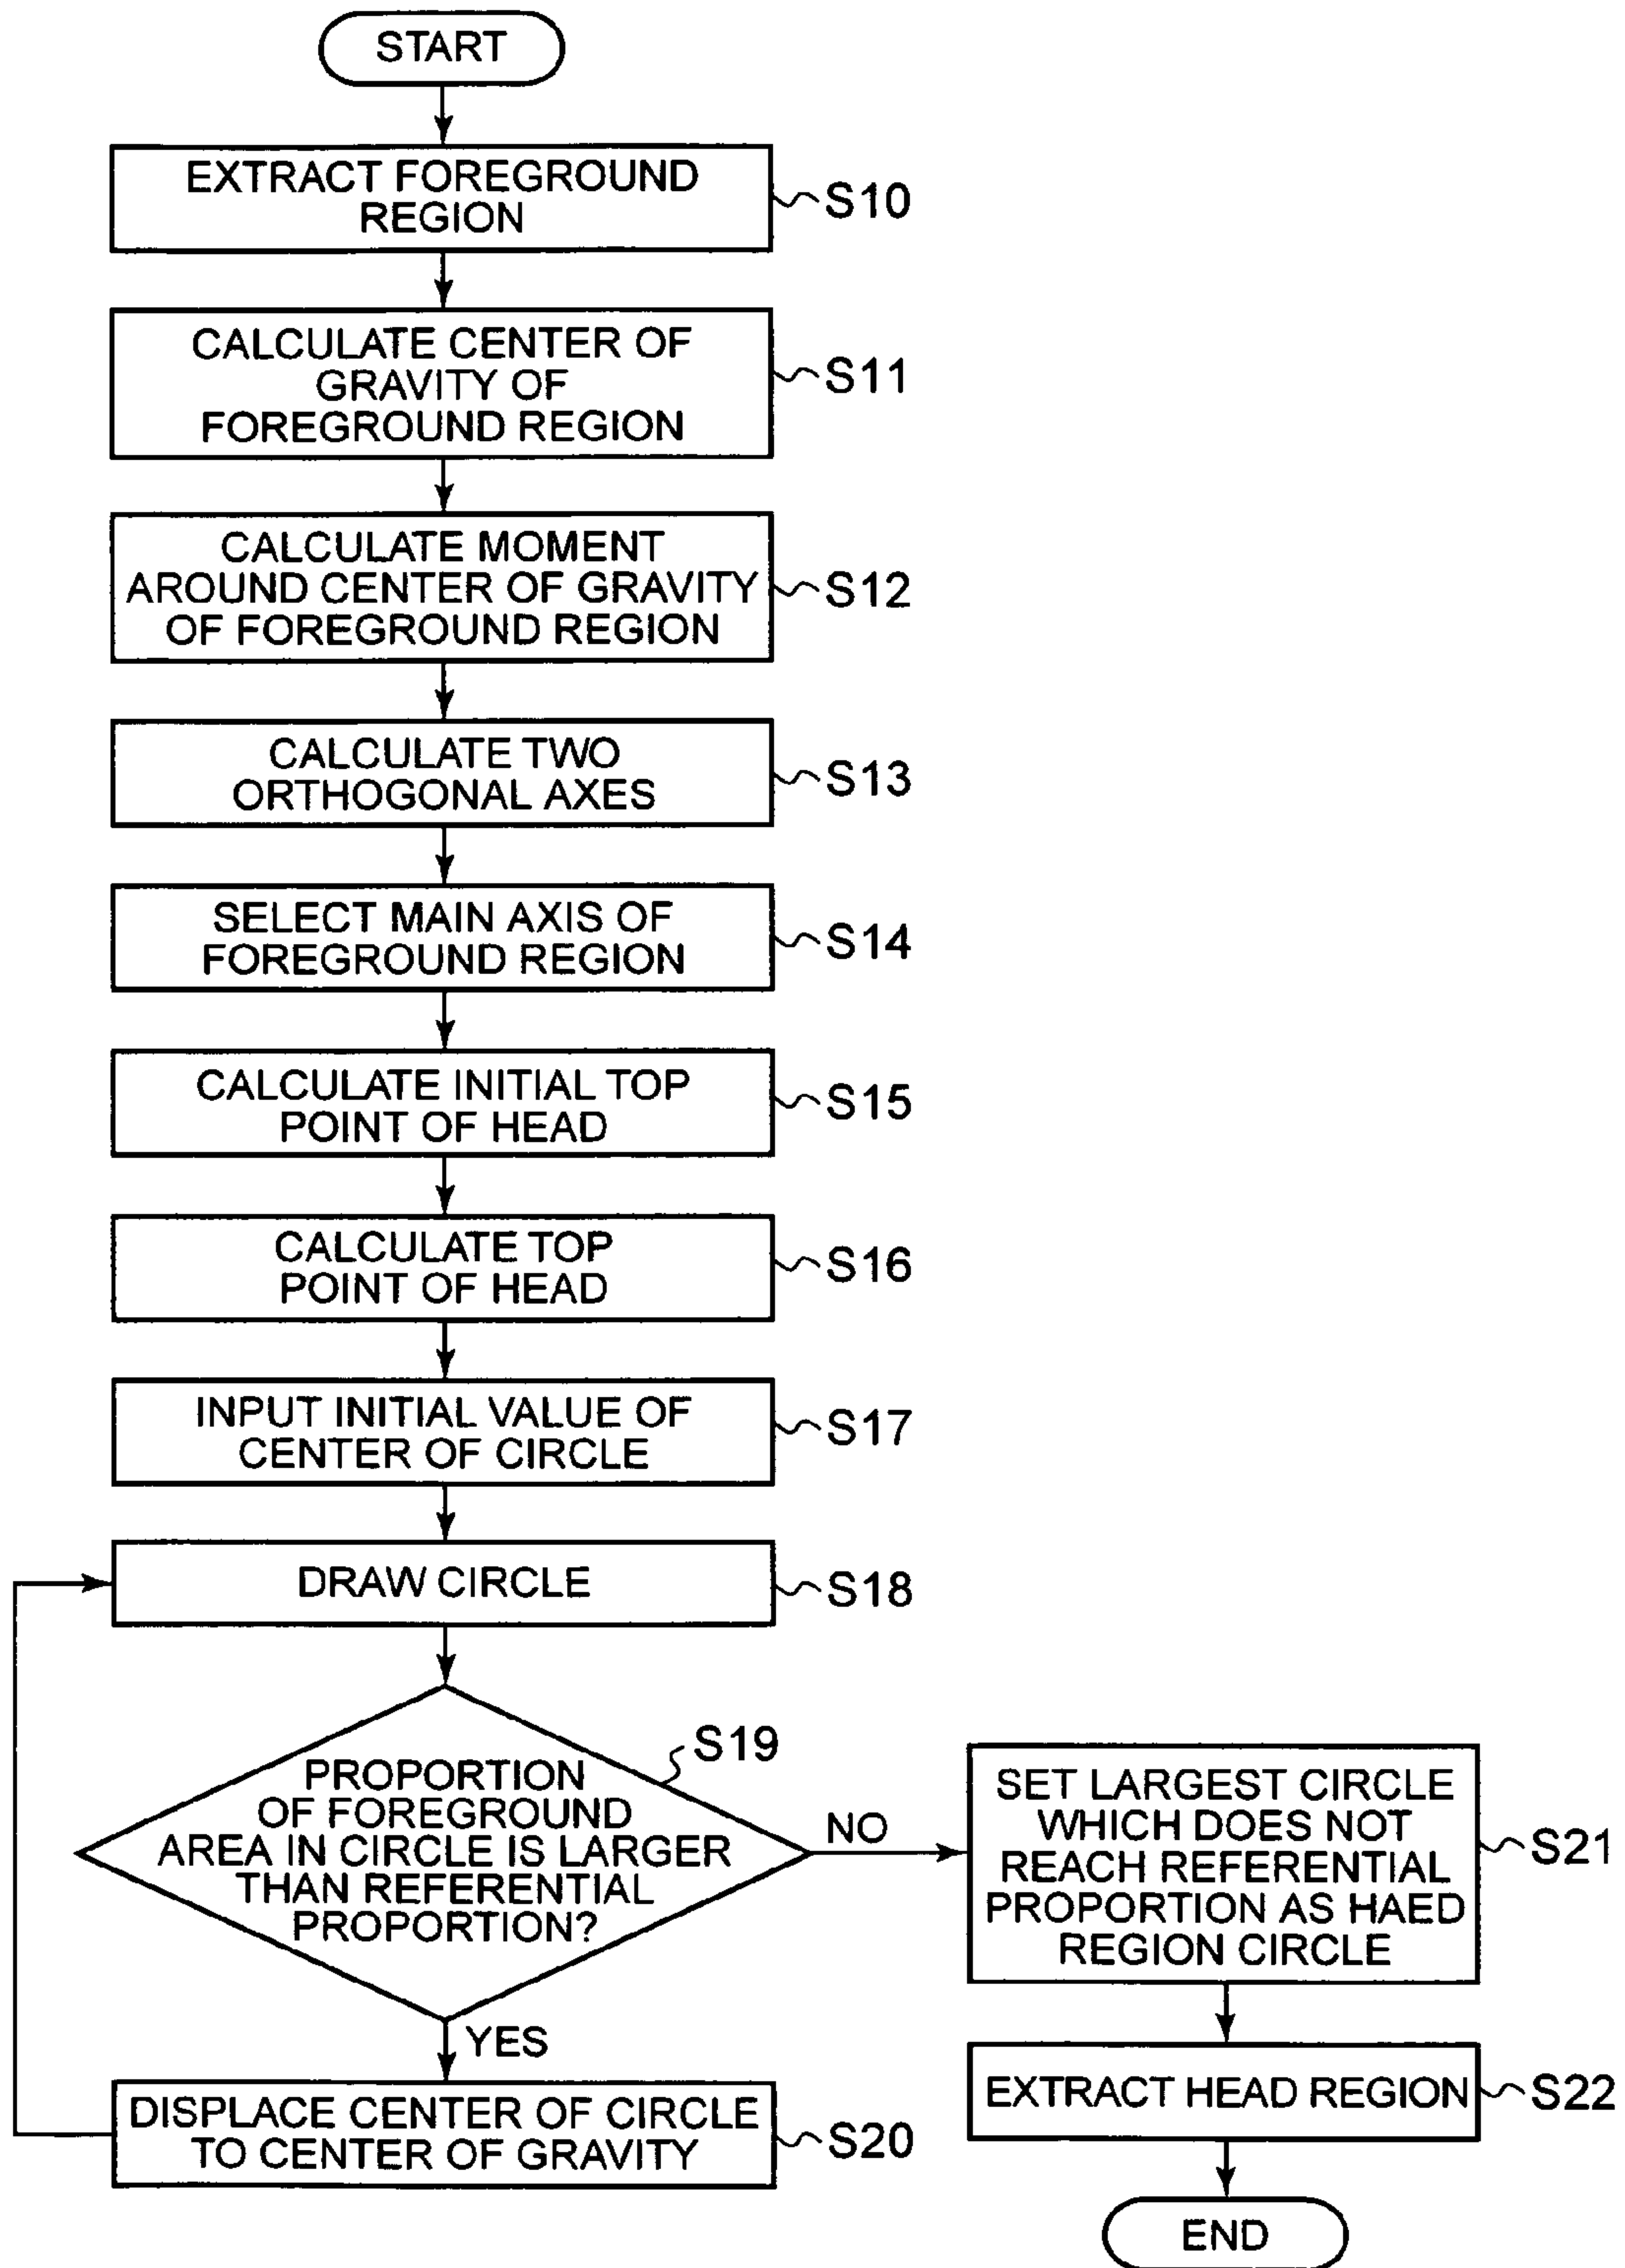 START
EXTRACT FOREGROUND
REGION
S10
CALCULATE CENTER OF
GRAVITY OF
FOREGROUND REGION
S11
CALCULATE MOMENT
AROUND CENTER OF GRAVITY
OF FOREGROUND REGION
S12
CALCULATE TWO
ORTHOGONAL AXES
S13
SELECT MAIN AXIS OF
FOREGROUND REGION
S14
CALCULATE INITIAL TOP
POINT OF HEAD
S15
CALCULATE TOP
POINT OF HEAD
S16
INPUT INITIAL VALUE OF
CENTER OF CIRCLE
S17
DRAW CIRCLE
S18
PROPORTION
OF FOREGROUND
AREA IN CIRCLE IS LARGER
THAN REFERENTIAL
PROPORTION?
S19
NO
YES
DISPLACE CENTER OF CIRCLE
TO CENTER OF GRAVITY
S20
SET LARGEST CIRCLE
WHICH DOES NOT
REACH REFERENTIAL
PROPORTION AS HAED
REGION CIRCLE
S21
EXTRACT HEAD REGION
S22
END